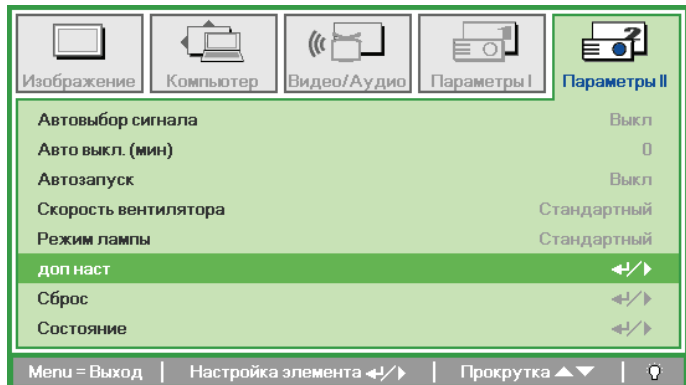 Изображение
Компьютер
Видео/Аудио
Параметры I
Параметры II
Автовыбор сигнала Выкл
Авто выкл. (мин) 0
Автозапуск Выкл
Скорость вентилятора Стандартный
Режим лампы Стандартный
доп наст
Сброс
Состояние
Menu = Выход | Настройка элемента | Прокрутка